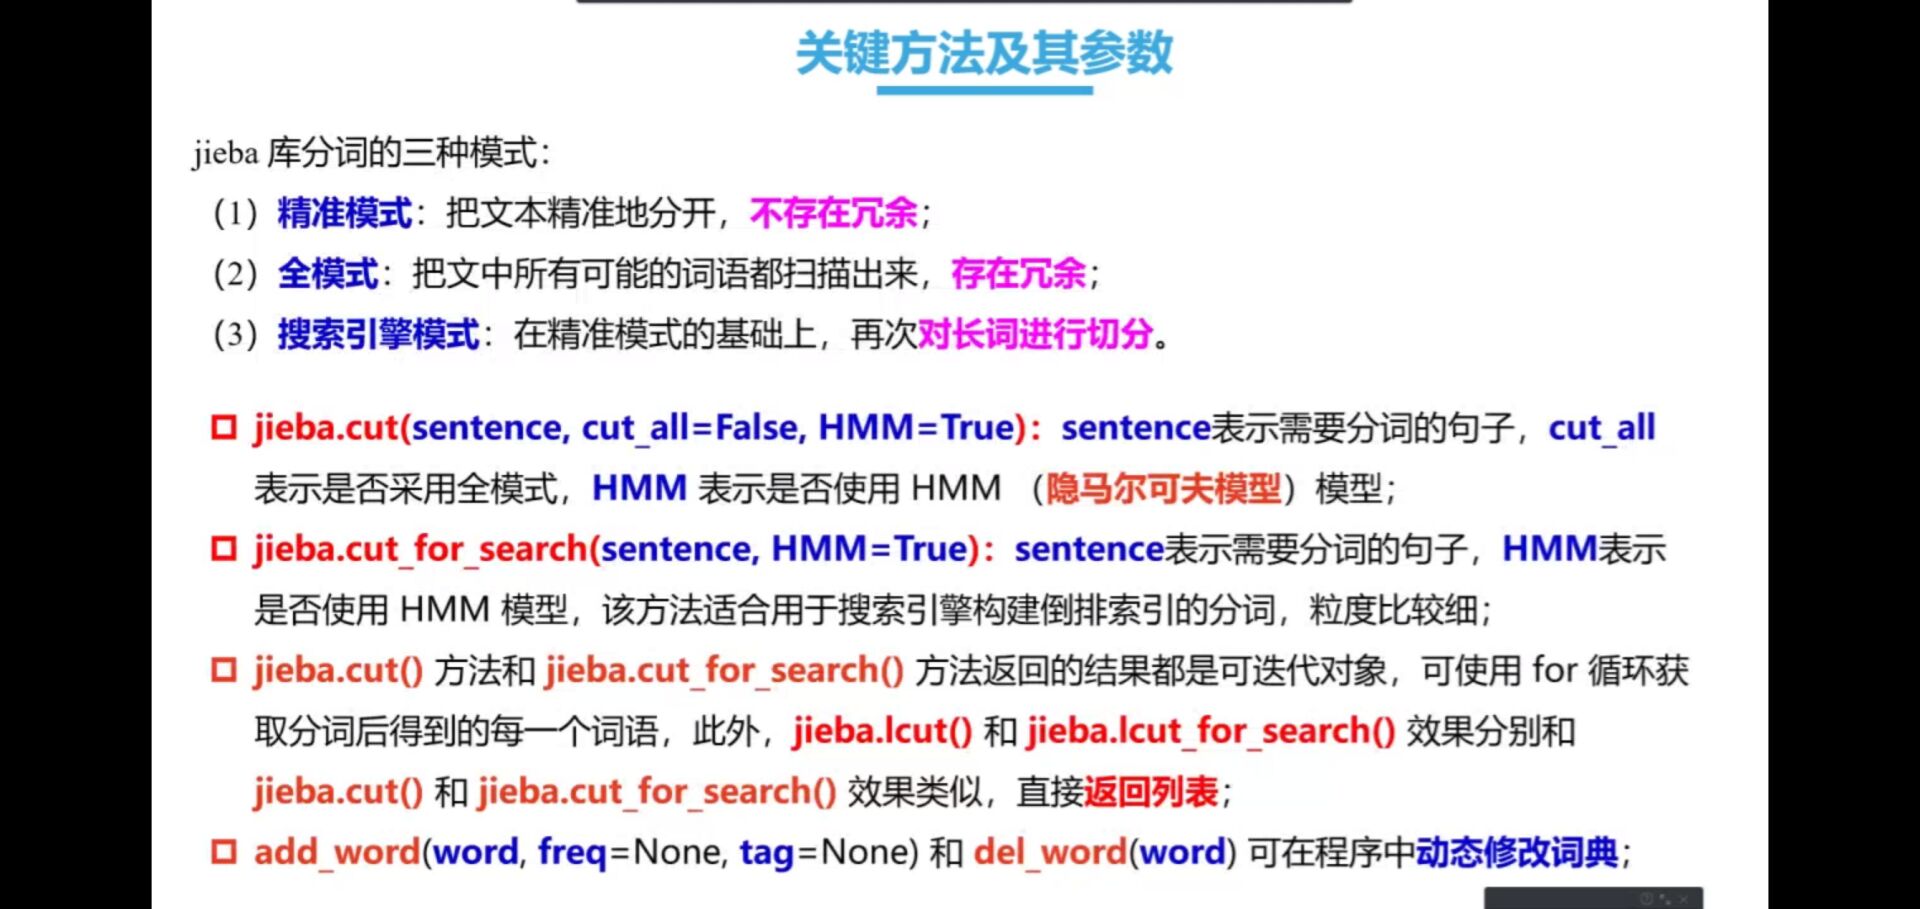 关键方法及其参数
jieba 库分词的三种模式：
（1）精准模式：把文本精准地分开，不存在冗余；
（2）全模式：把文中所有可能的词语都扫描出来，存在冗余；
（3）搜索引擎模式：在精准模式的基础上，再次对长词进行切分。
jieba.cut(sentence, cut_all=False, HMM=True)：sentence表示需要分词的句子，cut_all
表示是否采用全模式，HMM 表示是否使用 HMM （隐马尔可夫模型）模型；
jieba.cut_for_search(sentence, HMM=True)：sentence表示需要分词的句子，HMM表示
是否使用 HMM 模型，该方法适合用于搜索引擎构建倒排索引的分词，粒度比较细；
jieba.cut() 方法和 jieba.cut_for_search() 方法返回的结果都是可迭代对象，可使用 for 循环获
取分词后得到的每一个词语，此外，jieba.lcut() 和 jieba.lcut_for_search() 效果分别和
jieba.cut() 和 jieba.cut_for_search() 效果类似，直接返回列表；
add_word(word, freq=None, tag=None) 和 del_word(word) 可在程序中动态修改词典；